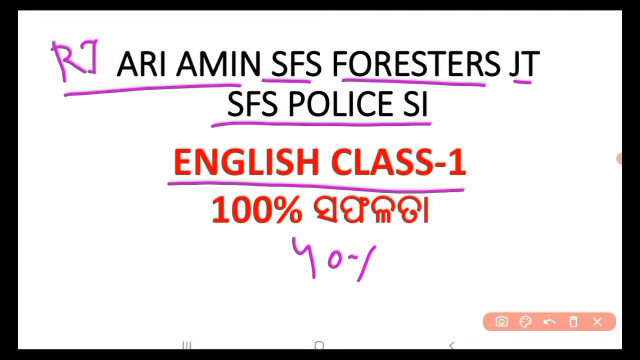 RI ARI AMIN SFS FORESTERS JT
SFS POLICE SI
ENGLISH CLASS-1
100% ସଫଳତା